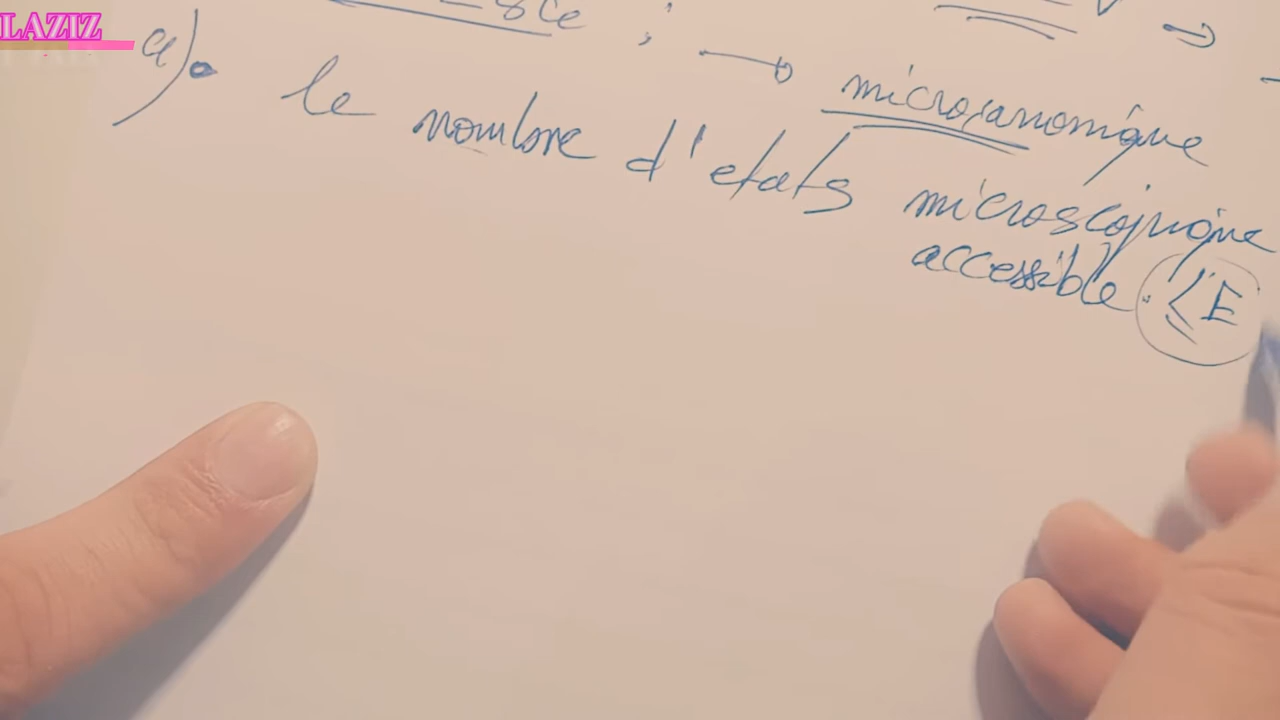 LAZIZ
→ microcanonique
a). le nombre d'etats microscopique
accessible. ≤ E